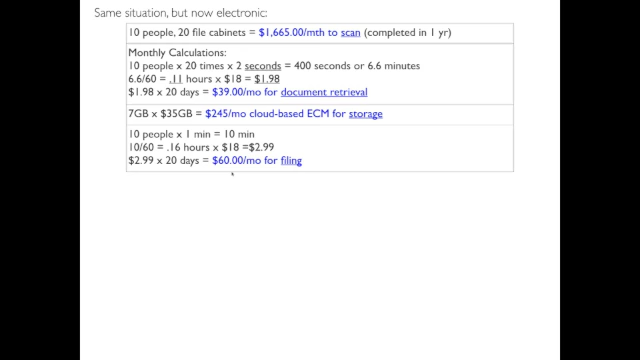 Same situation, but now electronic:
10 people, 20 file cabinets = $1,665.00/mth to scan (completed in 1 yr)
Monthly Calculations:
10 people x 20 times x 2 seconds = 400 seconds or 6.6 minutes
6.6/60 = .11 hours x $18 = $1.98
$1.98 x 20 days = $39.00/mo for document retrieval
7GB x $35GB = $245/mo cloud-based ECM for storage
10 people x 1 min = 10 min
10/60 = .16 hours x $18 =$2.99
$2.99 x 20 days = $60.00/mo for filing